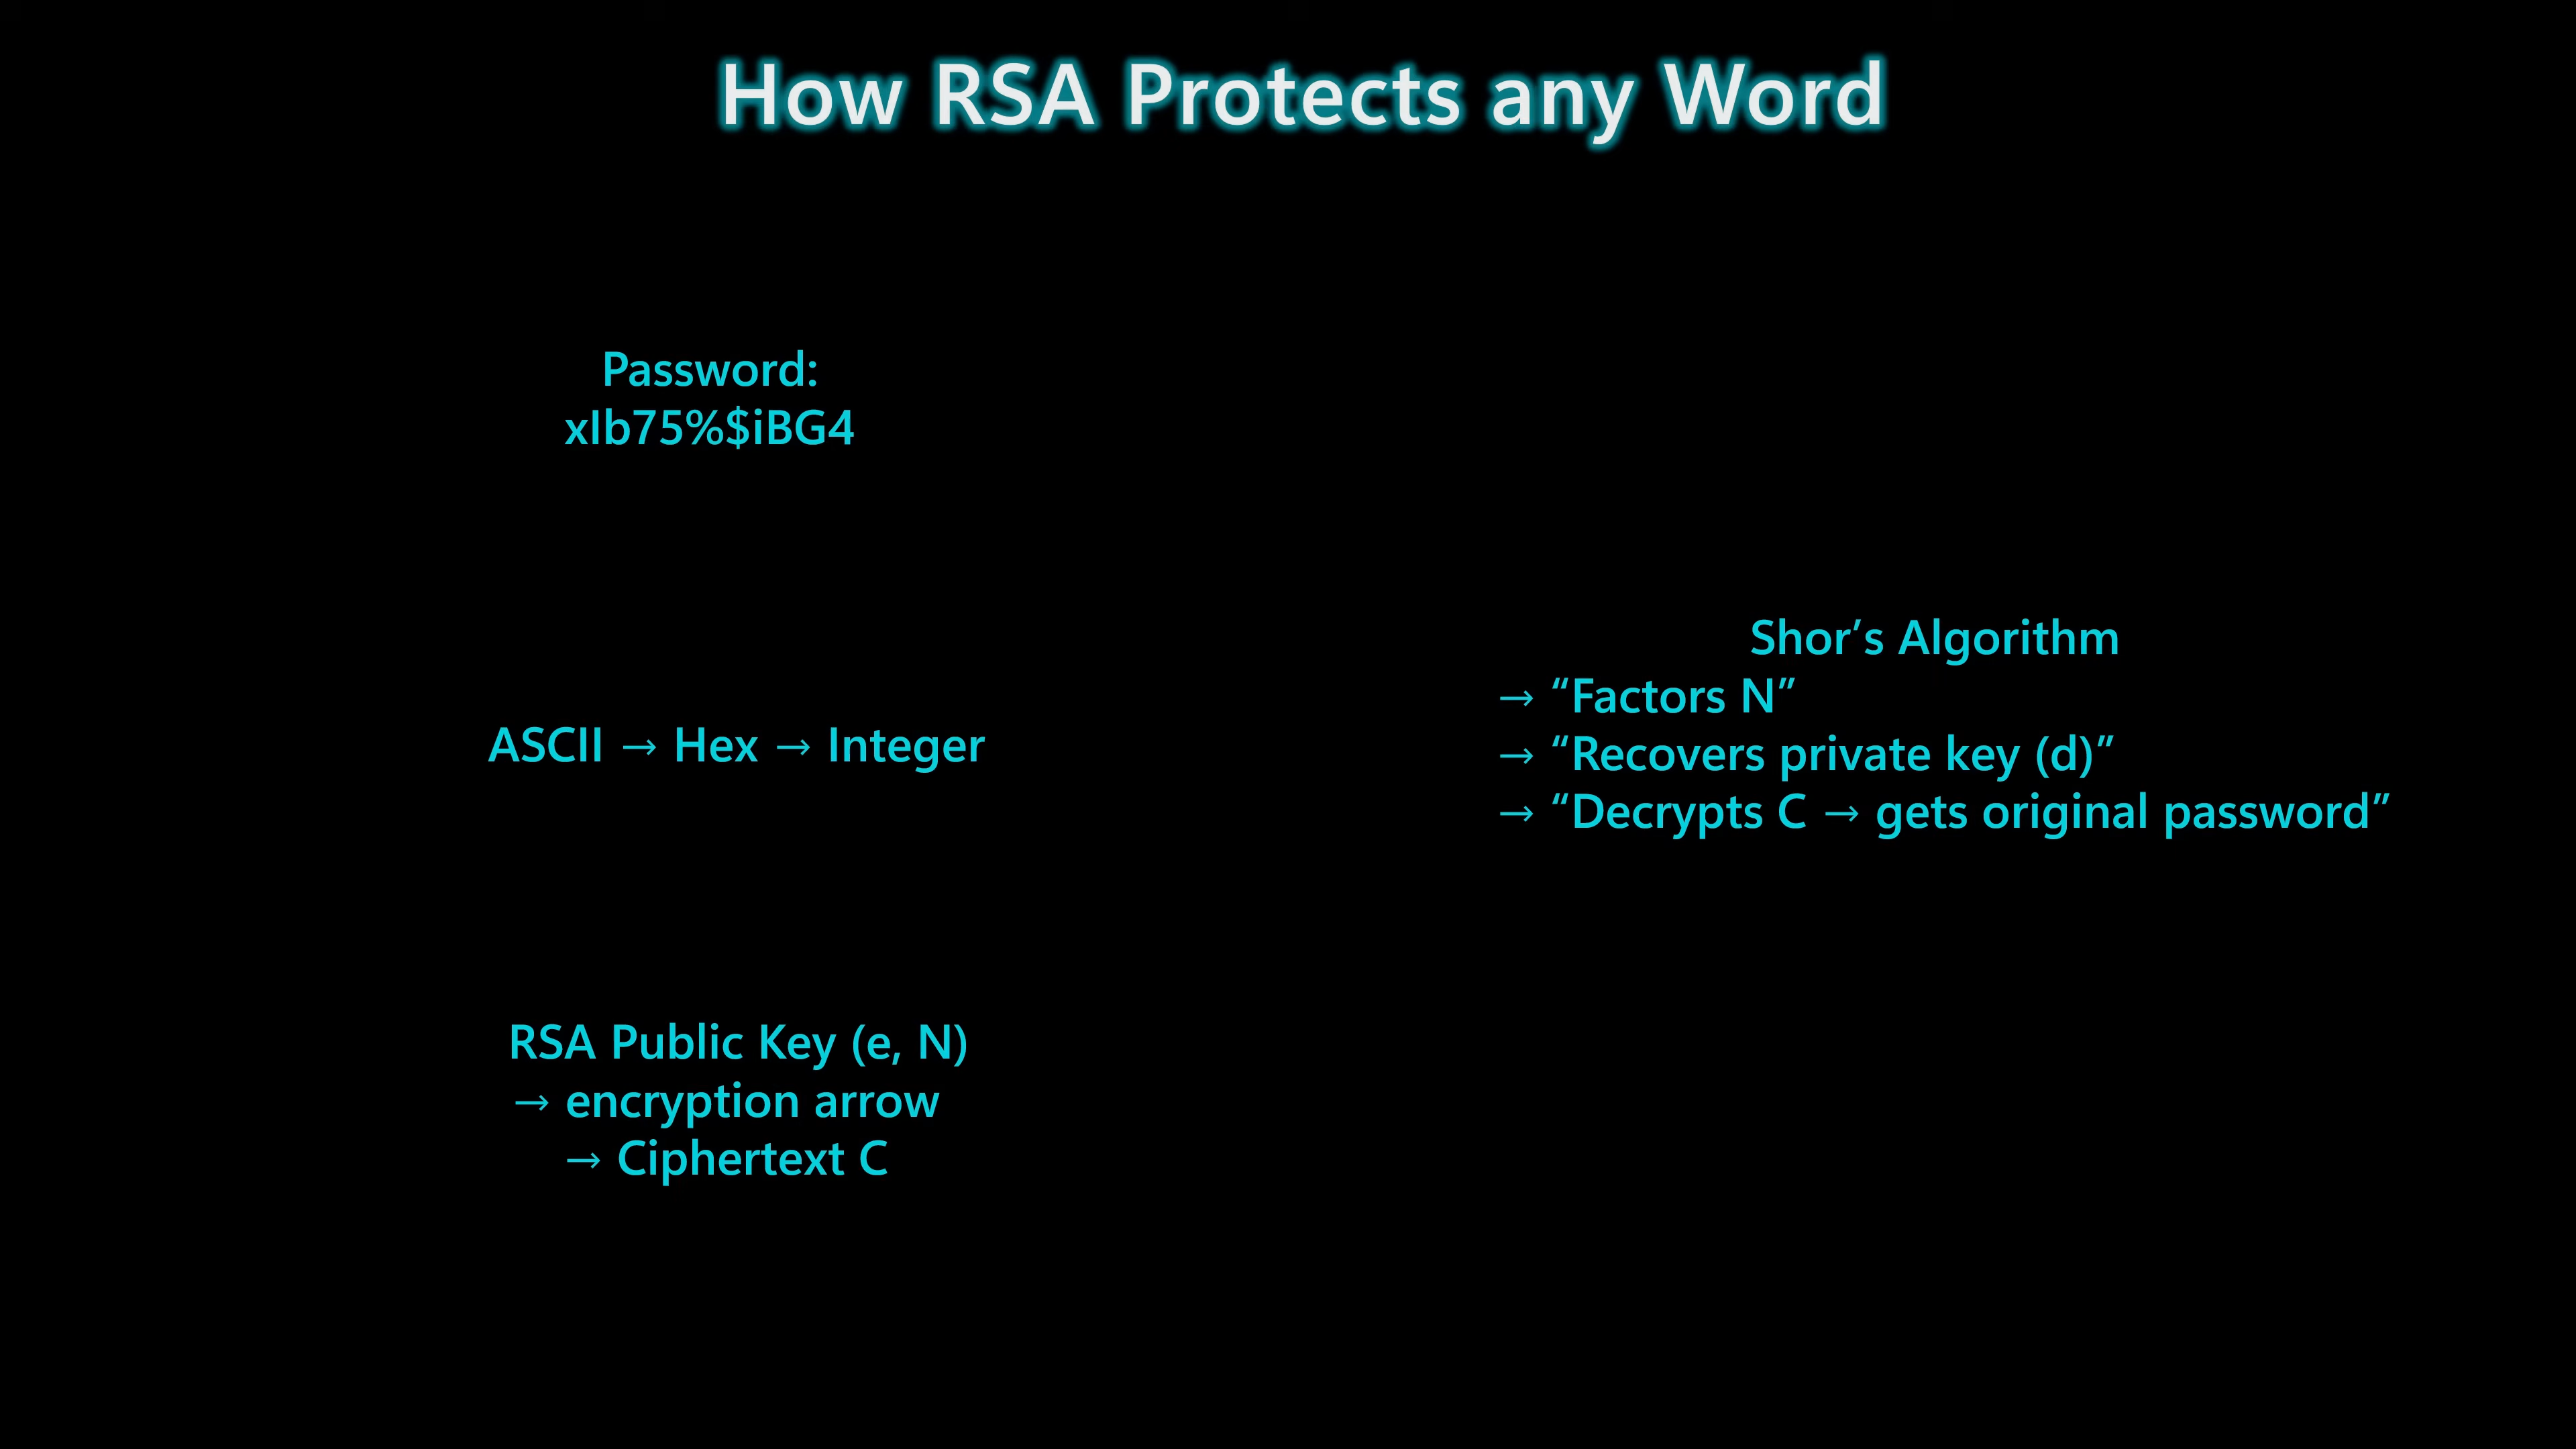 How RSA Protects any Word
Password:
xIb75%$iBG4
ASCII → Hex → Integer
RSA Public Key (e, N)
→ encryption arrow
→ Ciphertext C
Shor’s Algorithm
→ “Factors N”
→ “Recovers private key (d)”
→ “Decrypts C → gets original password”